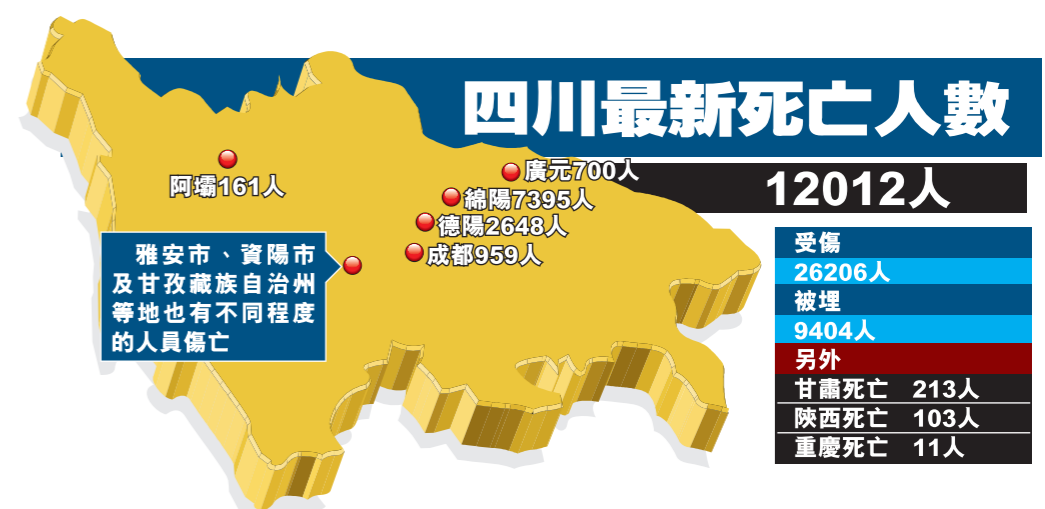 四川最新死亡人數
12012人
廣元700人
阿壩161人
綿陽7395人
德陽2648人
成都959人
雅安市、資陽市
及甘孜藏族自治州
等地也有不同程度
的人員傷亡
受傷
26206人
被埋
9404人
另外
甘肅死亡 213人
陝西死亡 103人
重慶死亡 11人